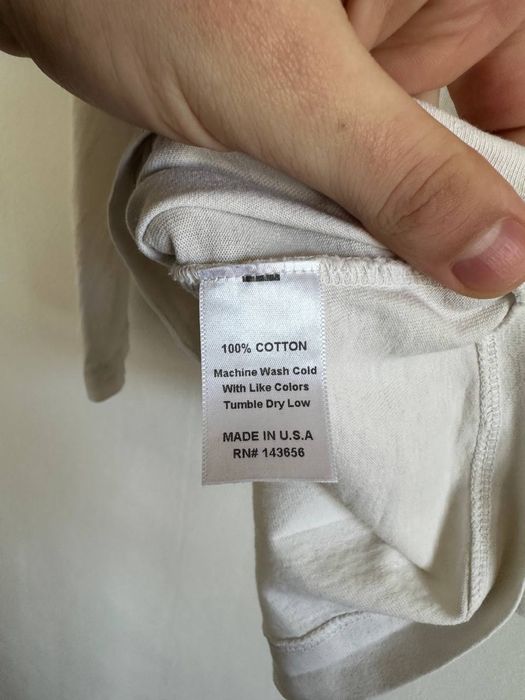 100% COTTON
Machine Wash Cold
With Like Colors
Tumble Dry Low
MADE IN U.S.A
RN# 143656